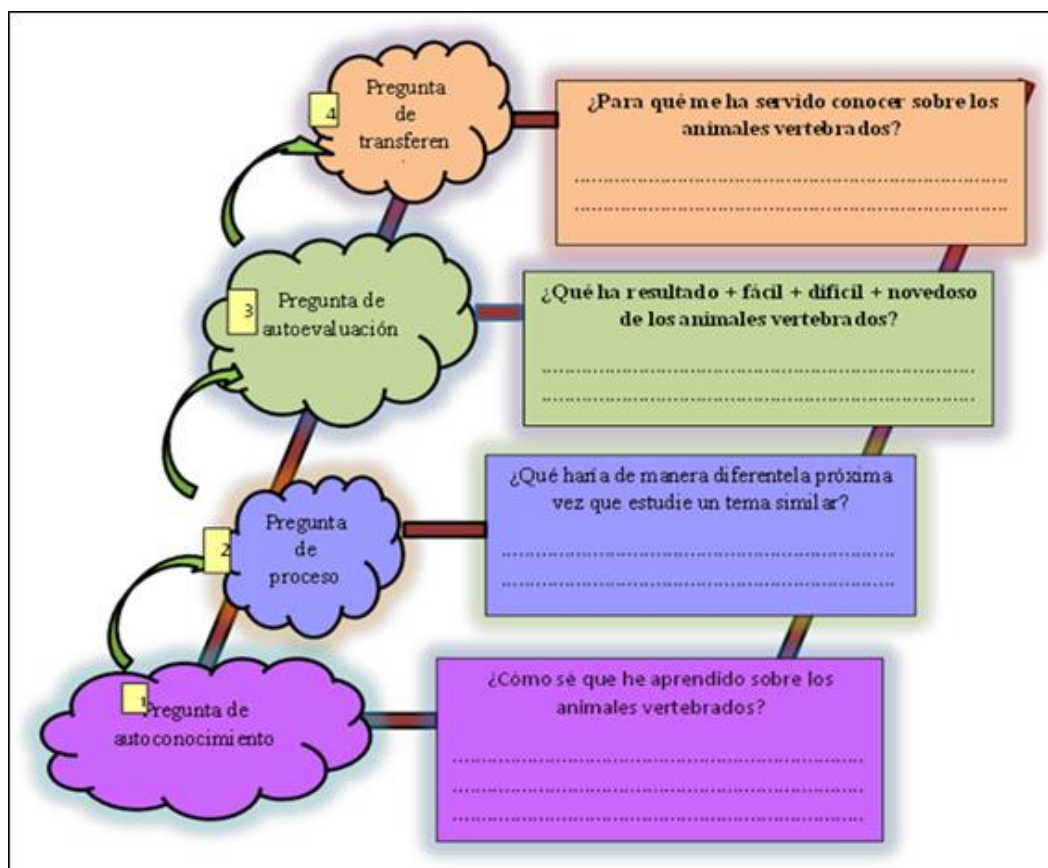 4
Pregunta
de
transferen
¿Para qué me ha servido conocer sobre los
animales vertebrados?
3
Pregunta de
autoevaluación
¿Qué ha resultado + fácil + difícil + novedoso
de los animales vertebrados?
2
Pregunta
de
proceso
¿Qué haría de manera diferentela próxima
vez que estudie un tema similar?
1
Pregunta de
autoconocimiento
¿Cómo sé que he aprendido sobre los
animales vertebrados?